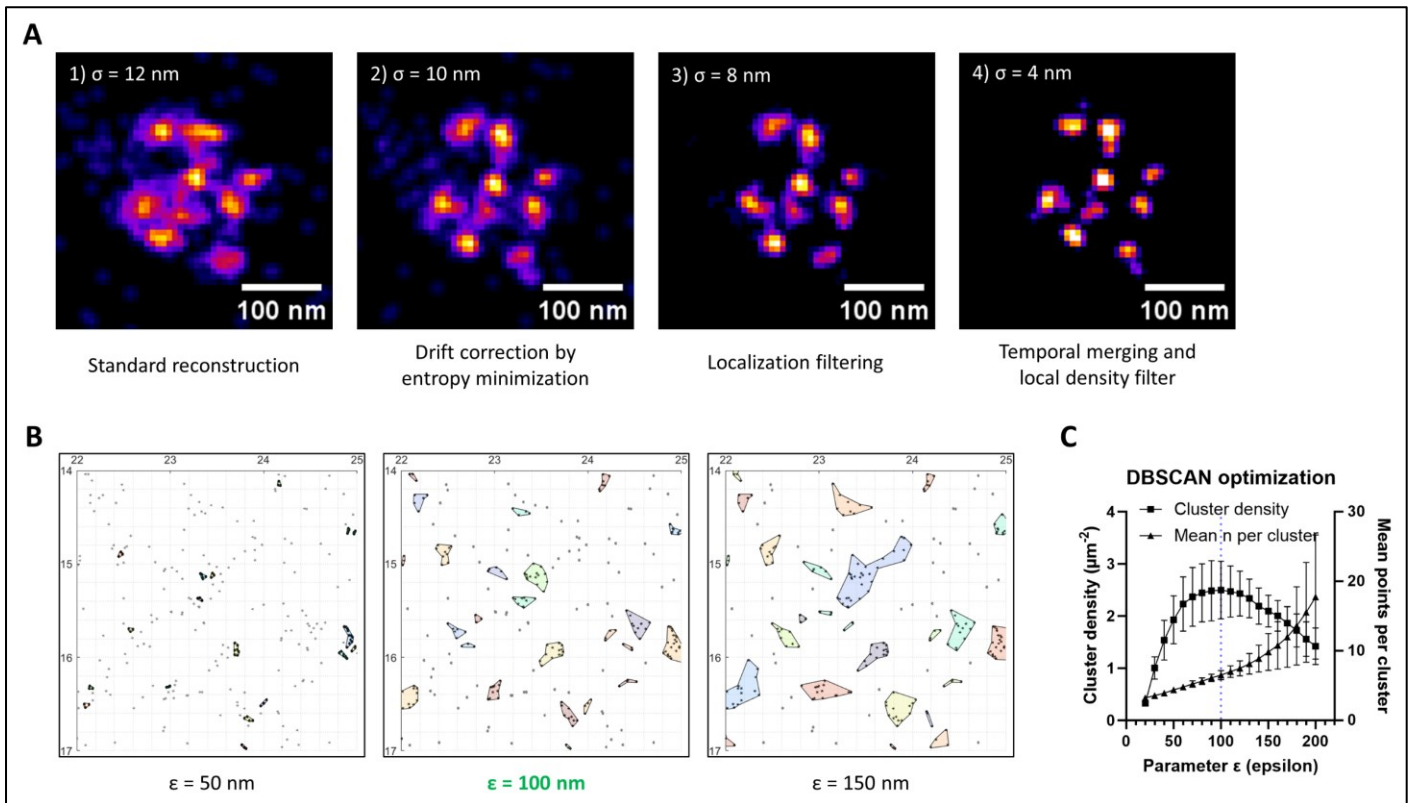 A
1) σ = 12 nm
2) σ = 10 nm
3) σ = 8 nm
4) σ = 4 nm
100 nm
100 nm
100 nm
100 nm
Standard reconstruction
Drift correction by
entropy minimization
Localization filtering
Temporal merging and
local density filter
B
22 23 24 25
14
15
16
17
ε = 50 nm
22 23 24 25
14
15
16
17
ε = 100 nm
22 23 24 25
14
15
16
17
ε = 150 nm
C
DBSCAN optimization
Cluster density
Mean n per cluster
Cluster density (µm⁻²)
4
3
2
1
0
Mean points per cluster
30
20
10
0
0 50 100 150 200
Parameter ε (epsilon)